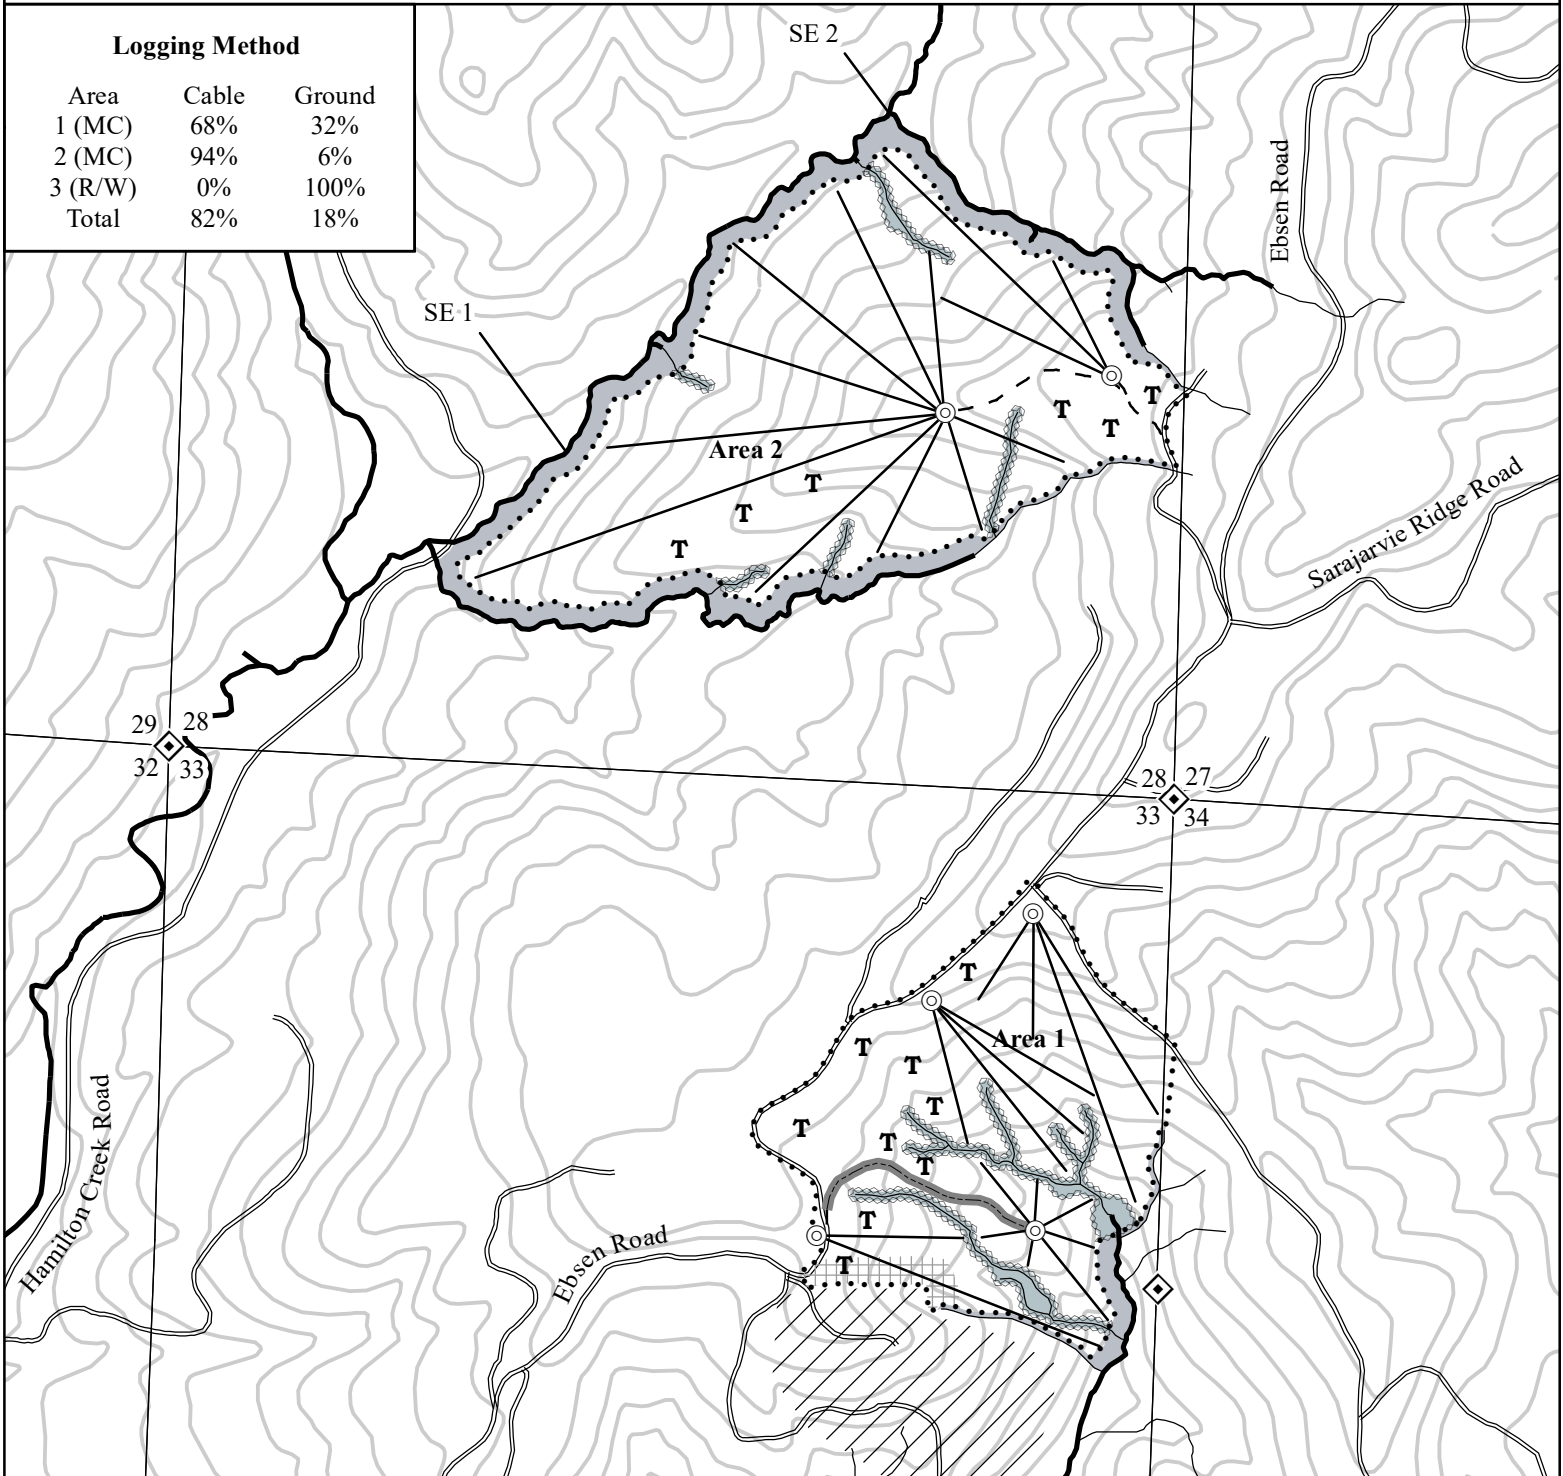 Logging Method
Area Cable Ground
1 (MC) 68% 32%
2 (MC) 94% 6%
3 (R/W) 0% 100%
Total 82% 18%
SE 2
Ebsen Road
SE 1
T
T
T
Area 2
T
T
T
Sarajarvie Ridge Road
29 28
32 33
28 27
33 34
T
Area 1
T
T
T
T
T
T
T
T
Hamilton Creek Road
Ebsen Road